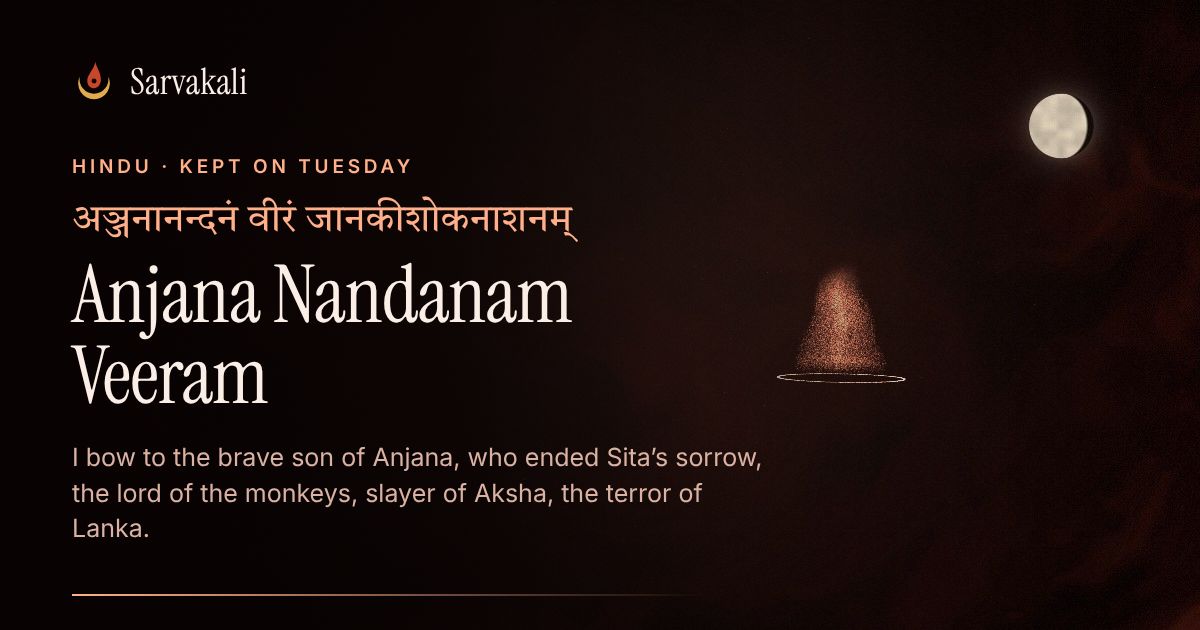 Sarvakali
HINDU · KEPT ON TUESDAY
अञ्जनानन्दनं वीरं जानकीशोकनाशनम्
Anjana Nandanam
Veeram
I bow to the brave son of Anjana, who ended Sita’s sorrow,
the lord of the monkeys, slayer of Aksha, the terror of
Lanka.